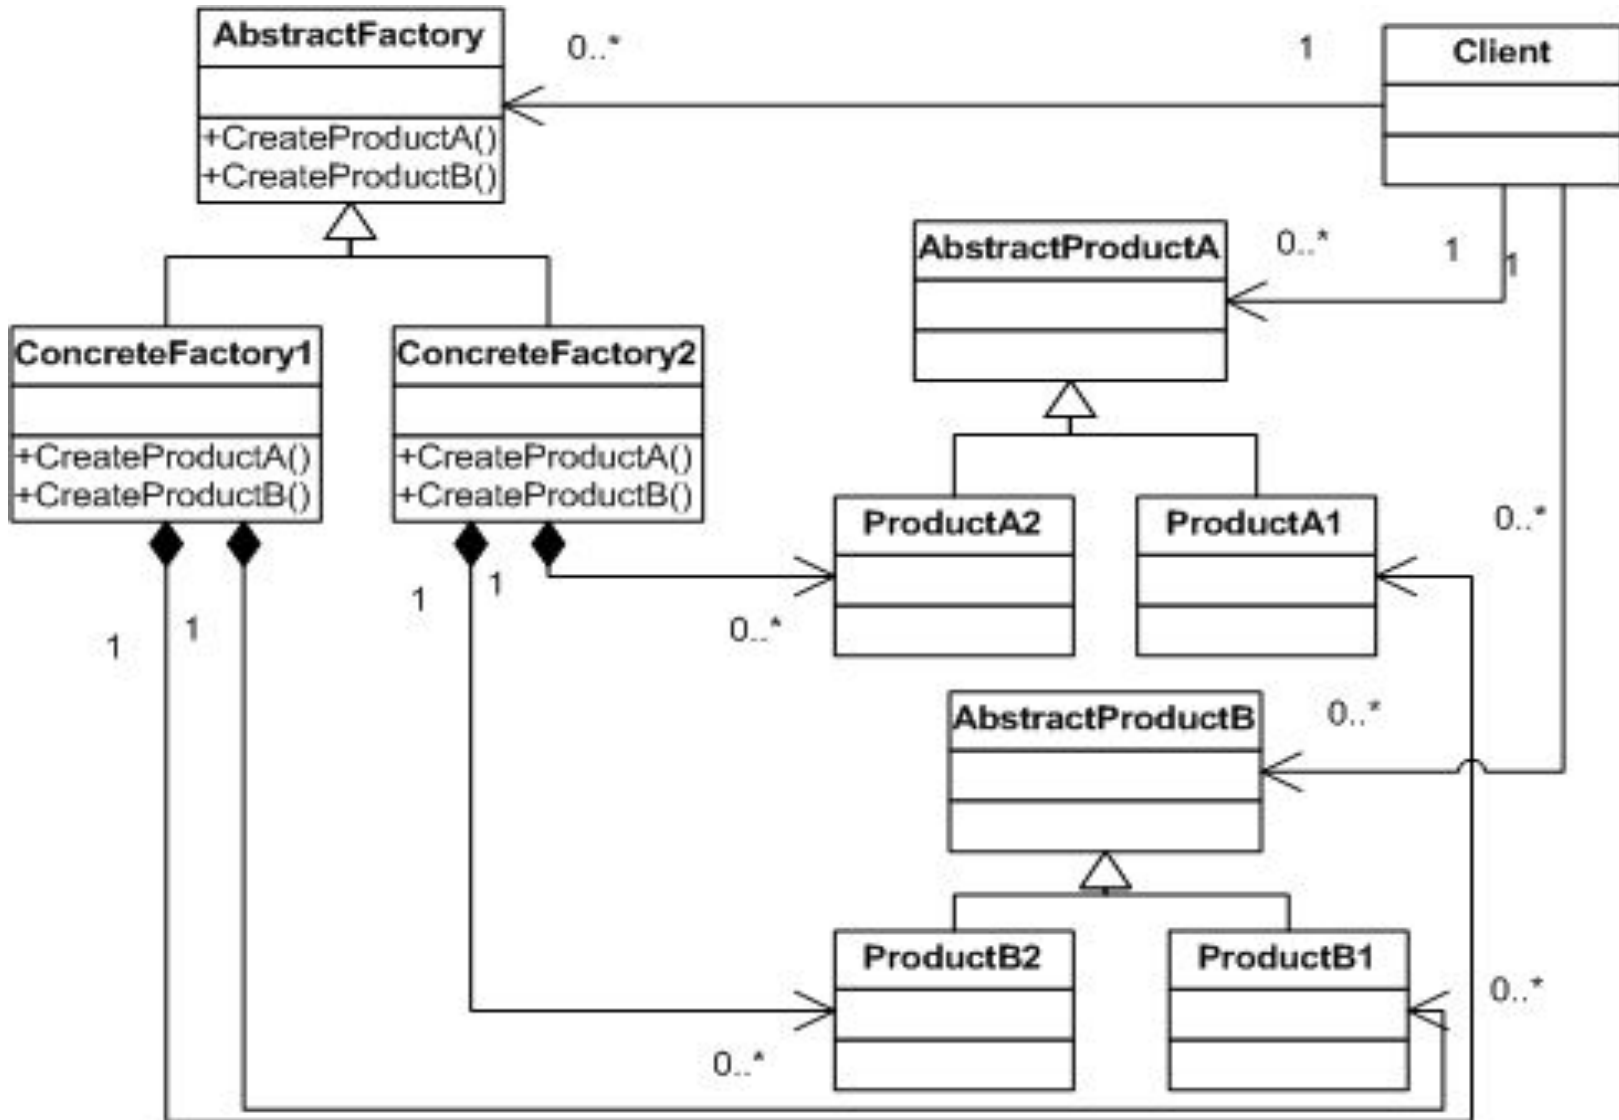 AbstractFactory
0..*
1
Client
+CreateProductA()
+CreateProductB()
AbstractProductA
0..*
1
1
ConcreteFactory1
ConcreteFactory2
+CreateProductA()
+CreateProductB()
+CreateProductA()
+CreateProductB()
ProductA2
ProductA1
0..*
1
1
1
1
0..*
AbstractProductB
0..*
ProductB2
ProductB1
0..*
0..*